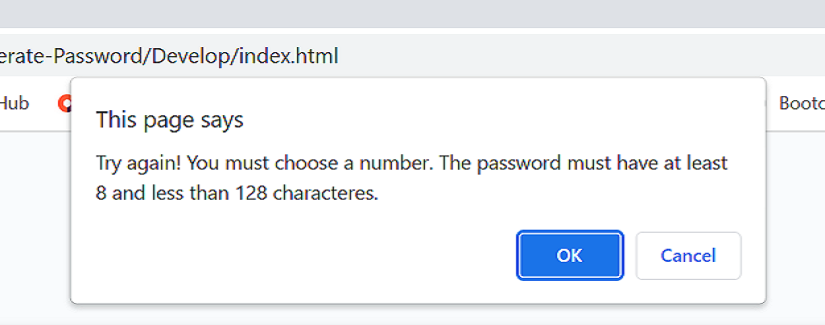 erate-Password/Develop/index.html
Hub
Bootc
This page says
Try again! You must choose a number. The password must have at least
8 and less than 128 characteres.
OK
Cancel